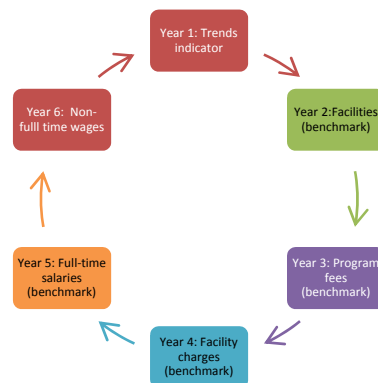 Year 1: Trends
indicator
Year 2:Facilities
(benchmark)
Year 3: Program
fees
(benchmark)
Year 4: Facility
charges
(benchmark)
Year 5: Full-time
salaries
(benchmark)
Year 6:  Non-
fulll time wages